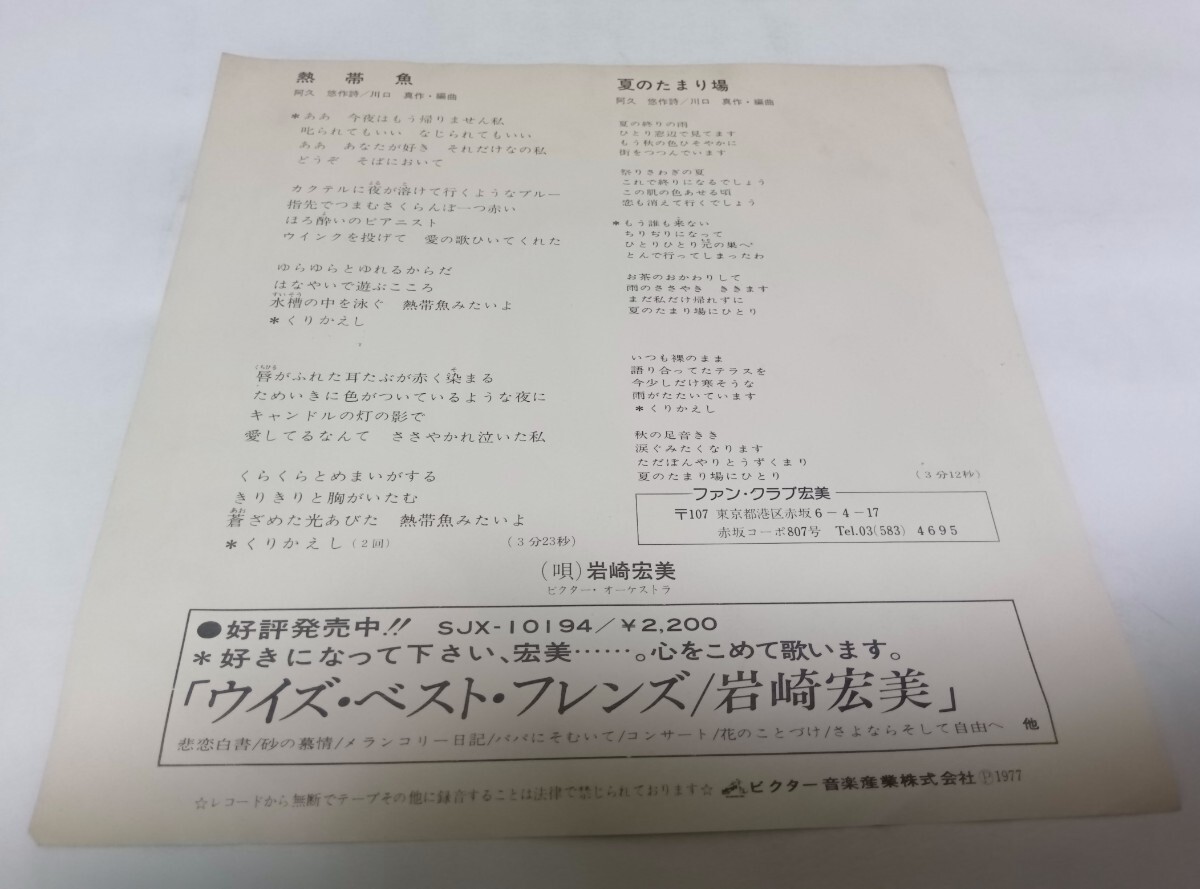 熱帯魚
阿久 悠作詩/川口 真作・編曲
*ああ 今夜はもう帰りません私
叱られてもいい なじられてもいい
ああ あなたが好き それだけなの私
どうぞ そばにおいて
カクテルに夜が溶けて行くようなブルー
指先でつまむさくらんぼ一つ赤い
ほろ酔いのピアニスト
ウインクを投げて 愛の歌ひいてくれた
ゆらゆらとゆれるからだ
はなやいで遊ぶこころ
水槽の中を泳ぐ 熱帯魚みたいよ
*くりかえし
唇がふれた耳たぶが赤く染まる
ためいきに色がついているような夜に
キャンドルの灯の影で
愛してるなんて ささやかれ泣いた私
くらくらとめまいがする
きりきりと胸がいたむ
蒼ざめた光あびた 熱帯魚みたいよ
*くりかえし(2回) (3分23秒)
夏のたまり場
阿久 悠作詩/川口 真作・編曲
夏の終りの雨
ひとり窓辺で見てます
もう秋の色ひそやかに
街をつつんでいます
祭りさわぎの夏
これで終りになるでしょう
この肌の色あせる頃
恋も消えて行くでしょう
*もう誰も来ない
ちりぢりになって
ひとりひとり元の巣へ
とんで行ってしまったわ
お茶のおかわりして
雨のささやき ききます
まだ私だけ帰れずに
夏のたまり場にひとり
いつも裸のまま
語り合ってたテラスを
今少しだけ寒そうな
雨がたたいています
*くりかえし
秋の足音きき
涙ぐみたくなります
ただぼんやりとうずくまり
夏のたまり場にひとり (3分12秒)
ファン・クラブ宏美
〒107 東京都港区赤坂6-4-17
赤坂コーポ807号 Tel.03(583)4695
(唄)岩崎宏美
ビクター・オーケストラ
●好評発売中!! SJX-10194/¥2,200
*好きになって下さい、宏美……。心をこめて歌います。
「ウイズ・ベスト・フレンズ/岩崎宏美」
悲恋白書/砂の慕情/メランコリー日記/パパにそむいて/コンサート/花のことづけ/さよならそして自由へ 他
☆レコードから無断でテープその他に録音することは法律で禁じられております☆ ビクター音楽産業株式会社Ⓟ1977